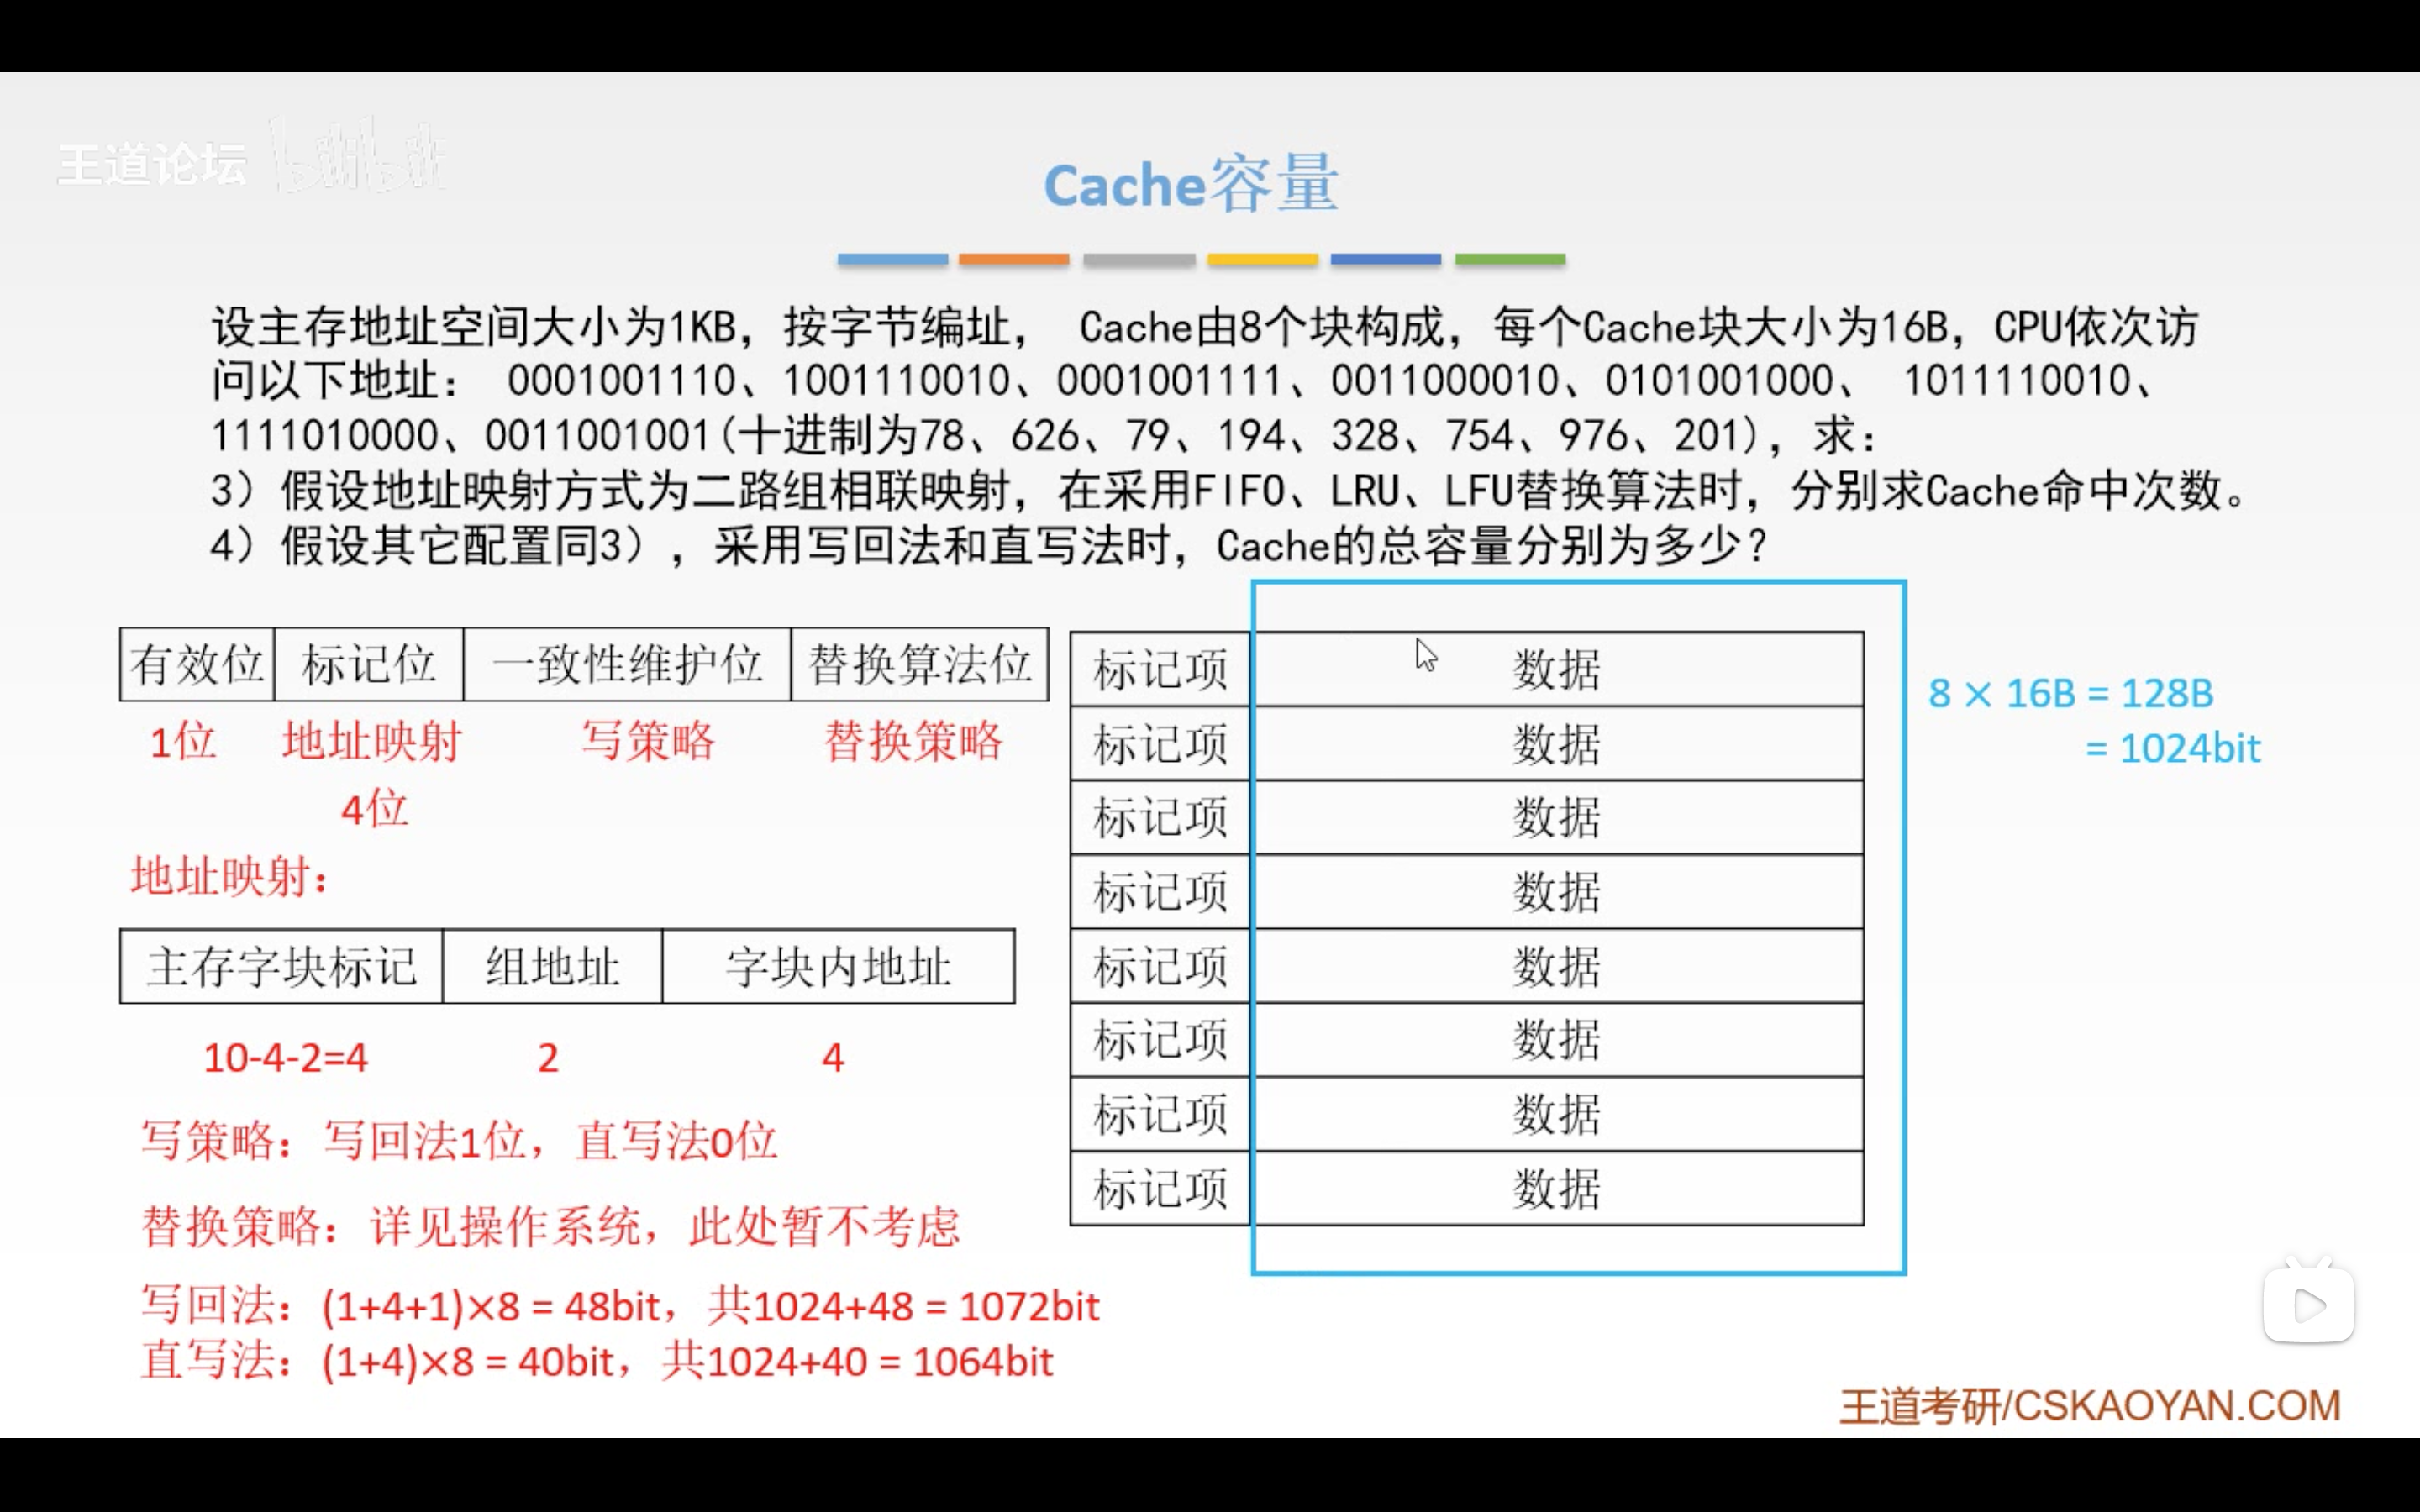 王道论坛 bilibili
Cache容量
设主存地址空间大小为1KB，按字节编址， Cache由8个块构成，每个Cache块大小为16B，CPU依次访
问以下地址： 0001001110、1001110010、0001001111、0011000010、0101001000、 1011110010、
1111010000、0011001001(十进制为78、626、79、194、328、754、976、201)，求：
3）假设地址映射方式为二路组相联映射，在采用FIFO、LRU、LFU替换算法时，分别求Cache命中次数。
4）假设其它配置同3），采用写回法和直写法时，Cache的总容量分别为多少？
有效位 标记位 一致性维护位 替换算法位
1位 地址映射 写策略 替换策略
4位
地址映射：
主存字块标记 组地址 字块内地址
10-4-2=4 2 4
写策略：写回法1位，直写法0位
替换策略：详见操作系统，此处暂不考虑
写回法：(1+4+1)×8 = 48bit，共1024+48 = 1072bit
直写法：(1+4)×8 = 40bit，共1024+40 = 1064bit
标记项 数据
标记项 数据
标记项 数据
标记项 数据
标记项 数据
标记项 数据
标记项 数据
标记项 数据
8 × 16B = 128B
= 1024bit
王道考研/CSKAOYAN.COM